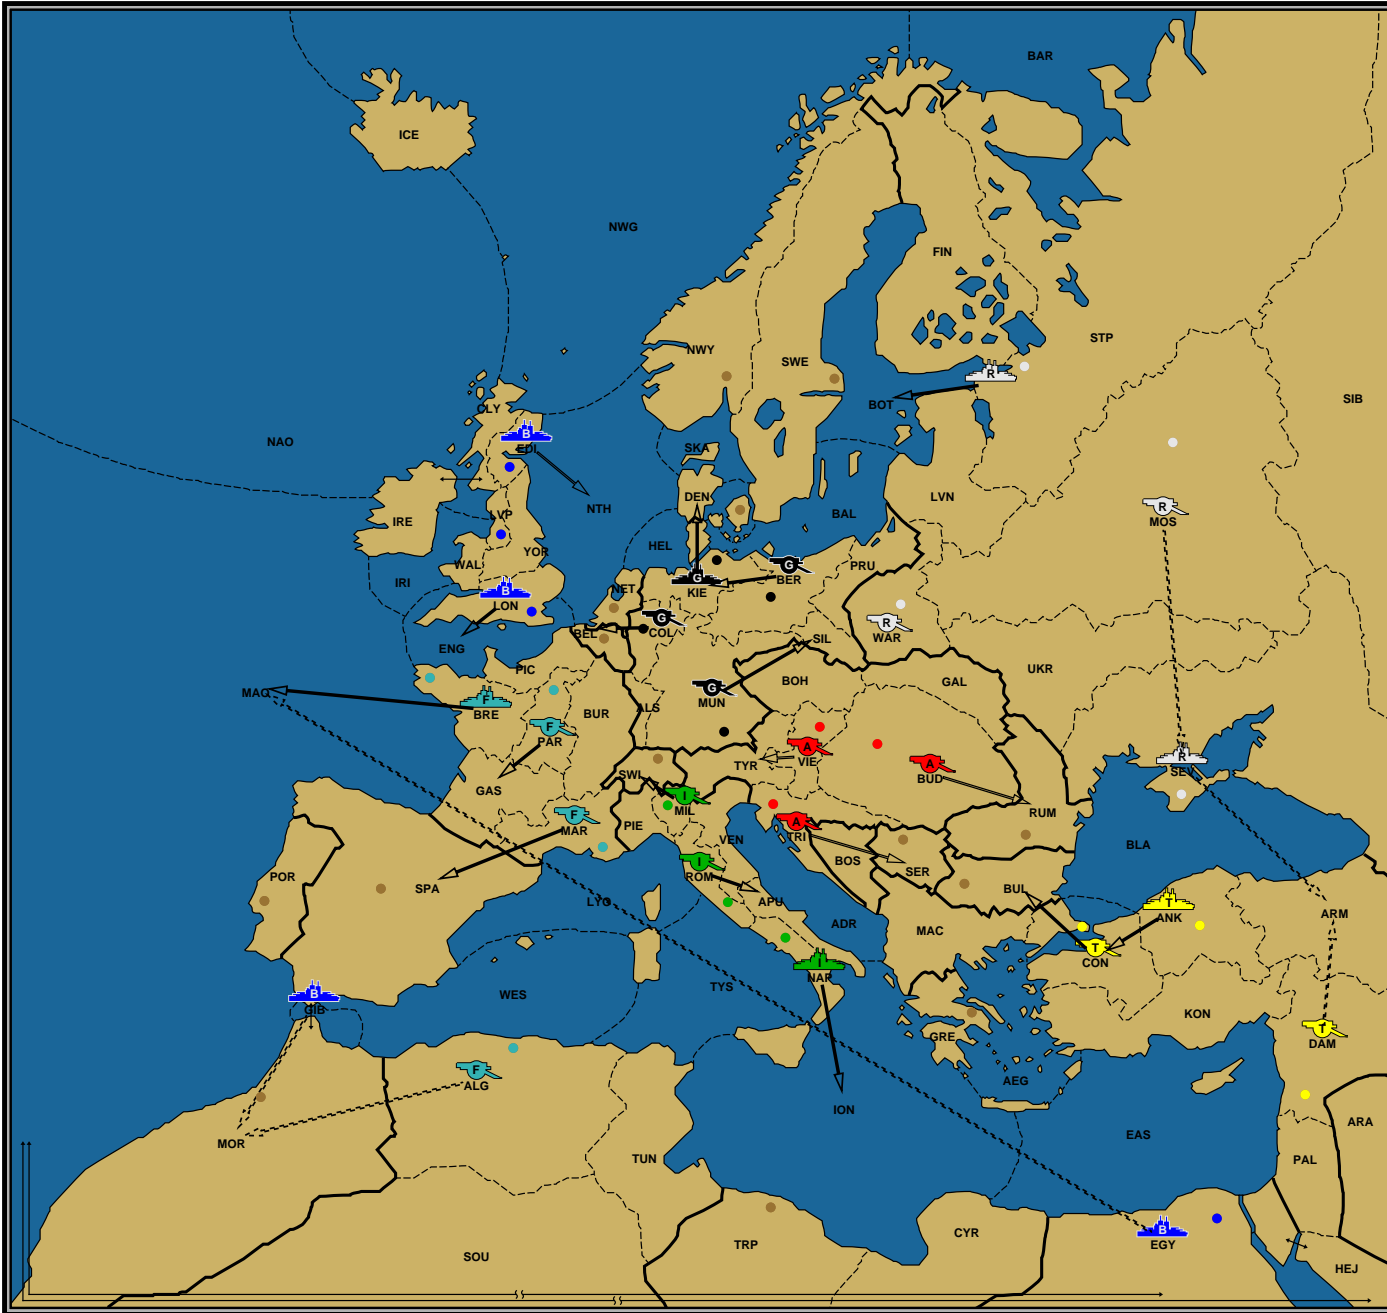 BAR
ICE
NWG
FIN
STP
NWY
SWE
SIB
BOT
R
CLY
B
EDI
NAO
SKA
DEN
LVN
NTH
BAL
LVP
IRE
R
MOS
YOR
HEL
WAL
IRI
G
BER
PRU
G
KIE
NET
B
LON
G
COL
R
WAR
BEL
SIL
ENG
PIC
UKR
GAL
BOH
MAO
G
MUN
F
BRE
ALS
BUR
F
PAR
A
VIE
R
SEV
TYR
A
BUD
SWI
GAS
I
MIL
RUM
F
MAR
PIE
A
TRI
VEN
BLA
BOS
SER
I
ROM
POR
SPA
BUL
LYO
APU
T
ANK
ARM
ADR
MAC
T
CON
I
NAP
TYS
WES
B
GIB
KON
GRE
T
DAM
F
ALG
AEG
ION
ARA
EAS
MOR
TUN
PAL
B
EGY
CYR
TRP
SOU
HEJ